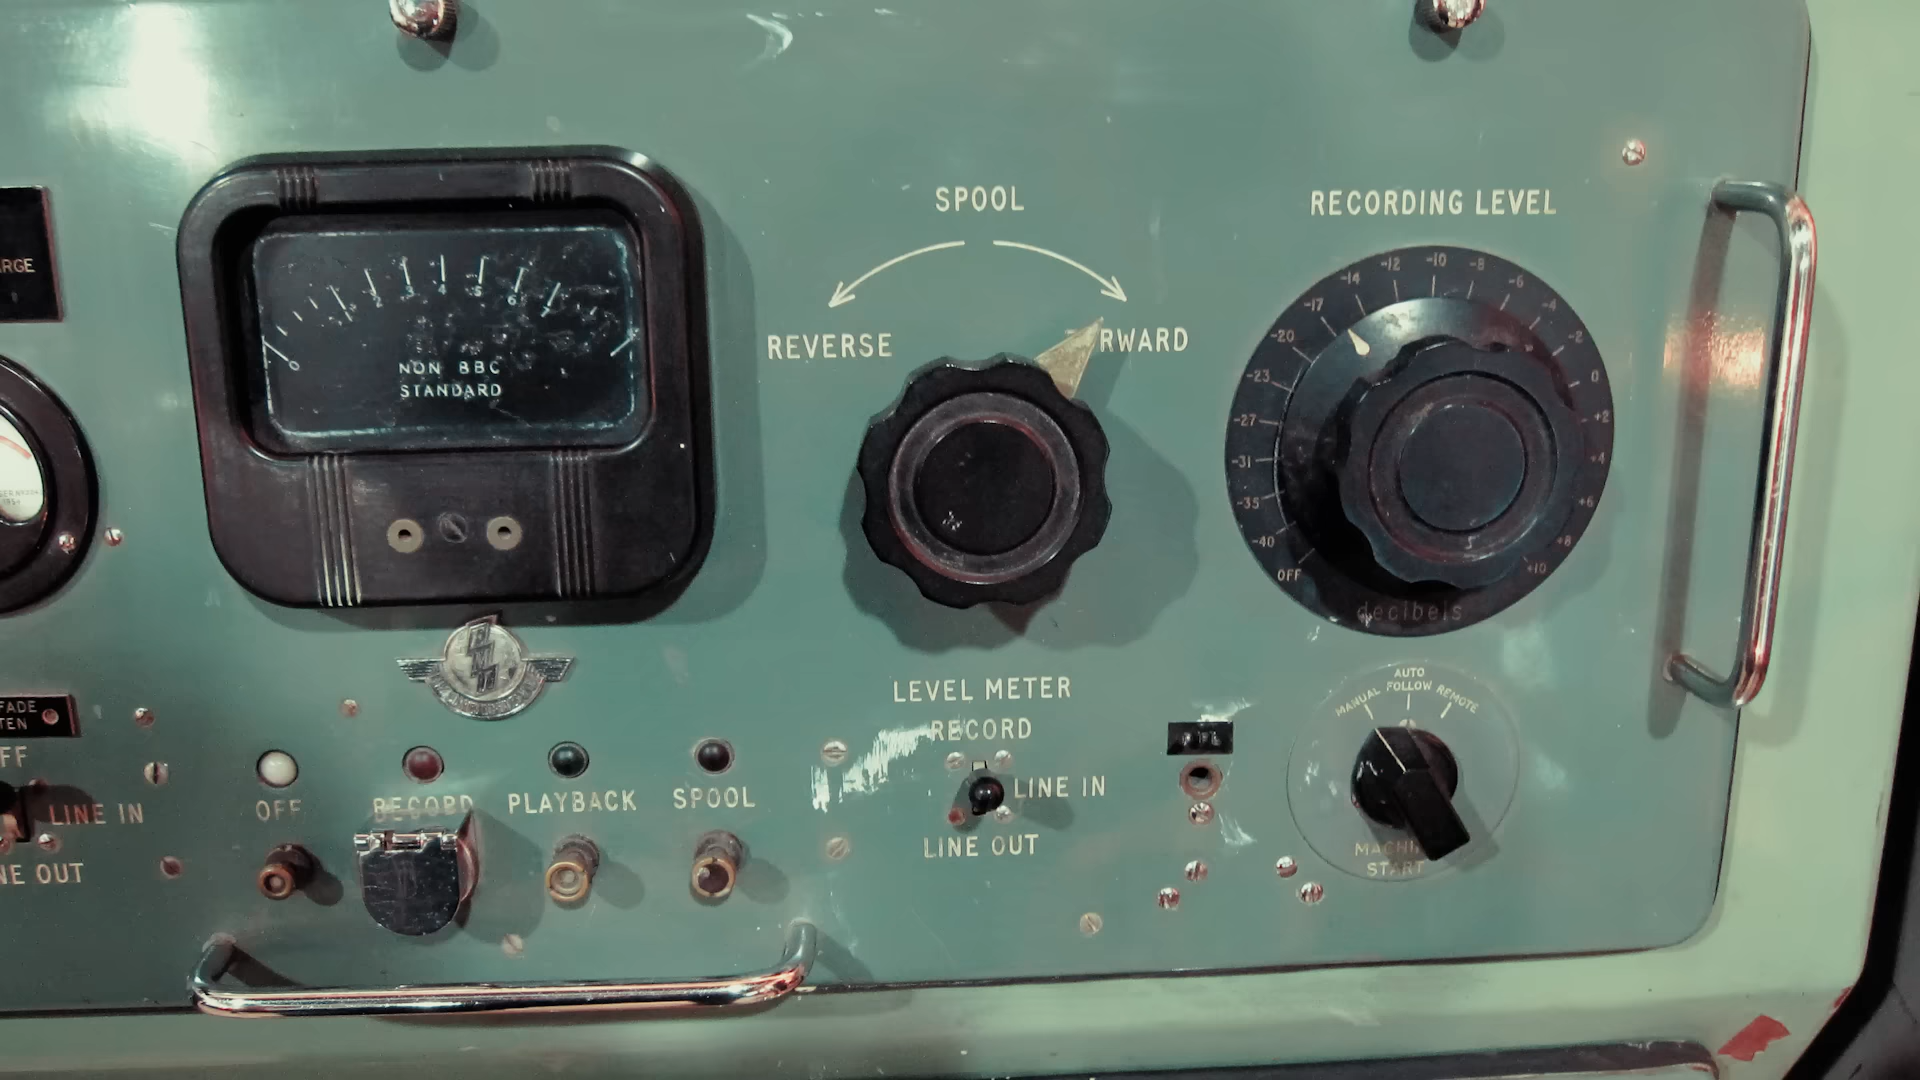 SPOOL
RECORDING LEVEL
REVERSE
RWARD
0
2
3
4
5
6
NON BBC
STANDARD
OFF
-40
-35
-31
-27
-23
-20
-17
-14
-12
-10
-8
-6
-4
-2
0
+2
+4
+6
+8
+10
decibels
ARGE
EMI
LEVEL METER
RECORD
LINE IN
LINE OUT
AUTO
MANUAL FOLLOW REMOTE
MACHIN
START
FADE
TEN
FF
LINE IN
NE OUT
OFF
RECORD
PLAYBACK
SPOOL